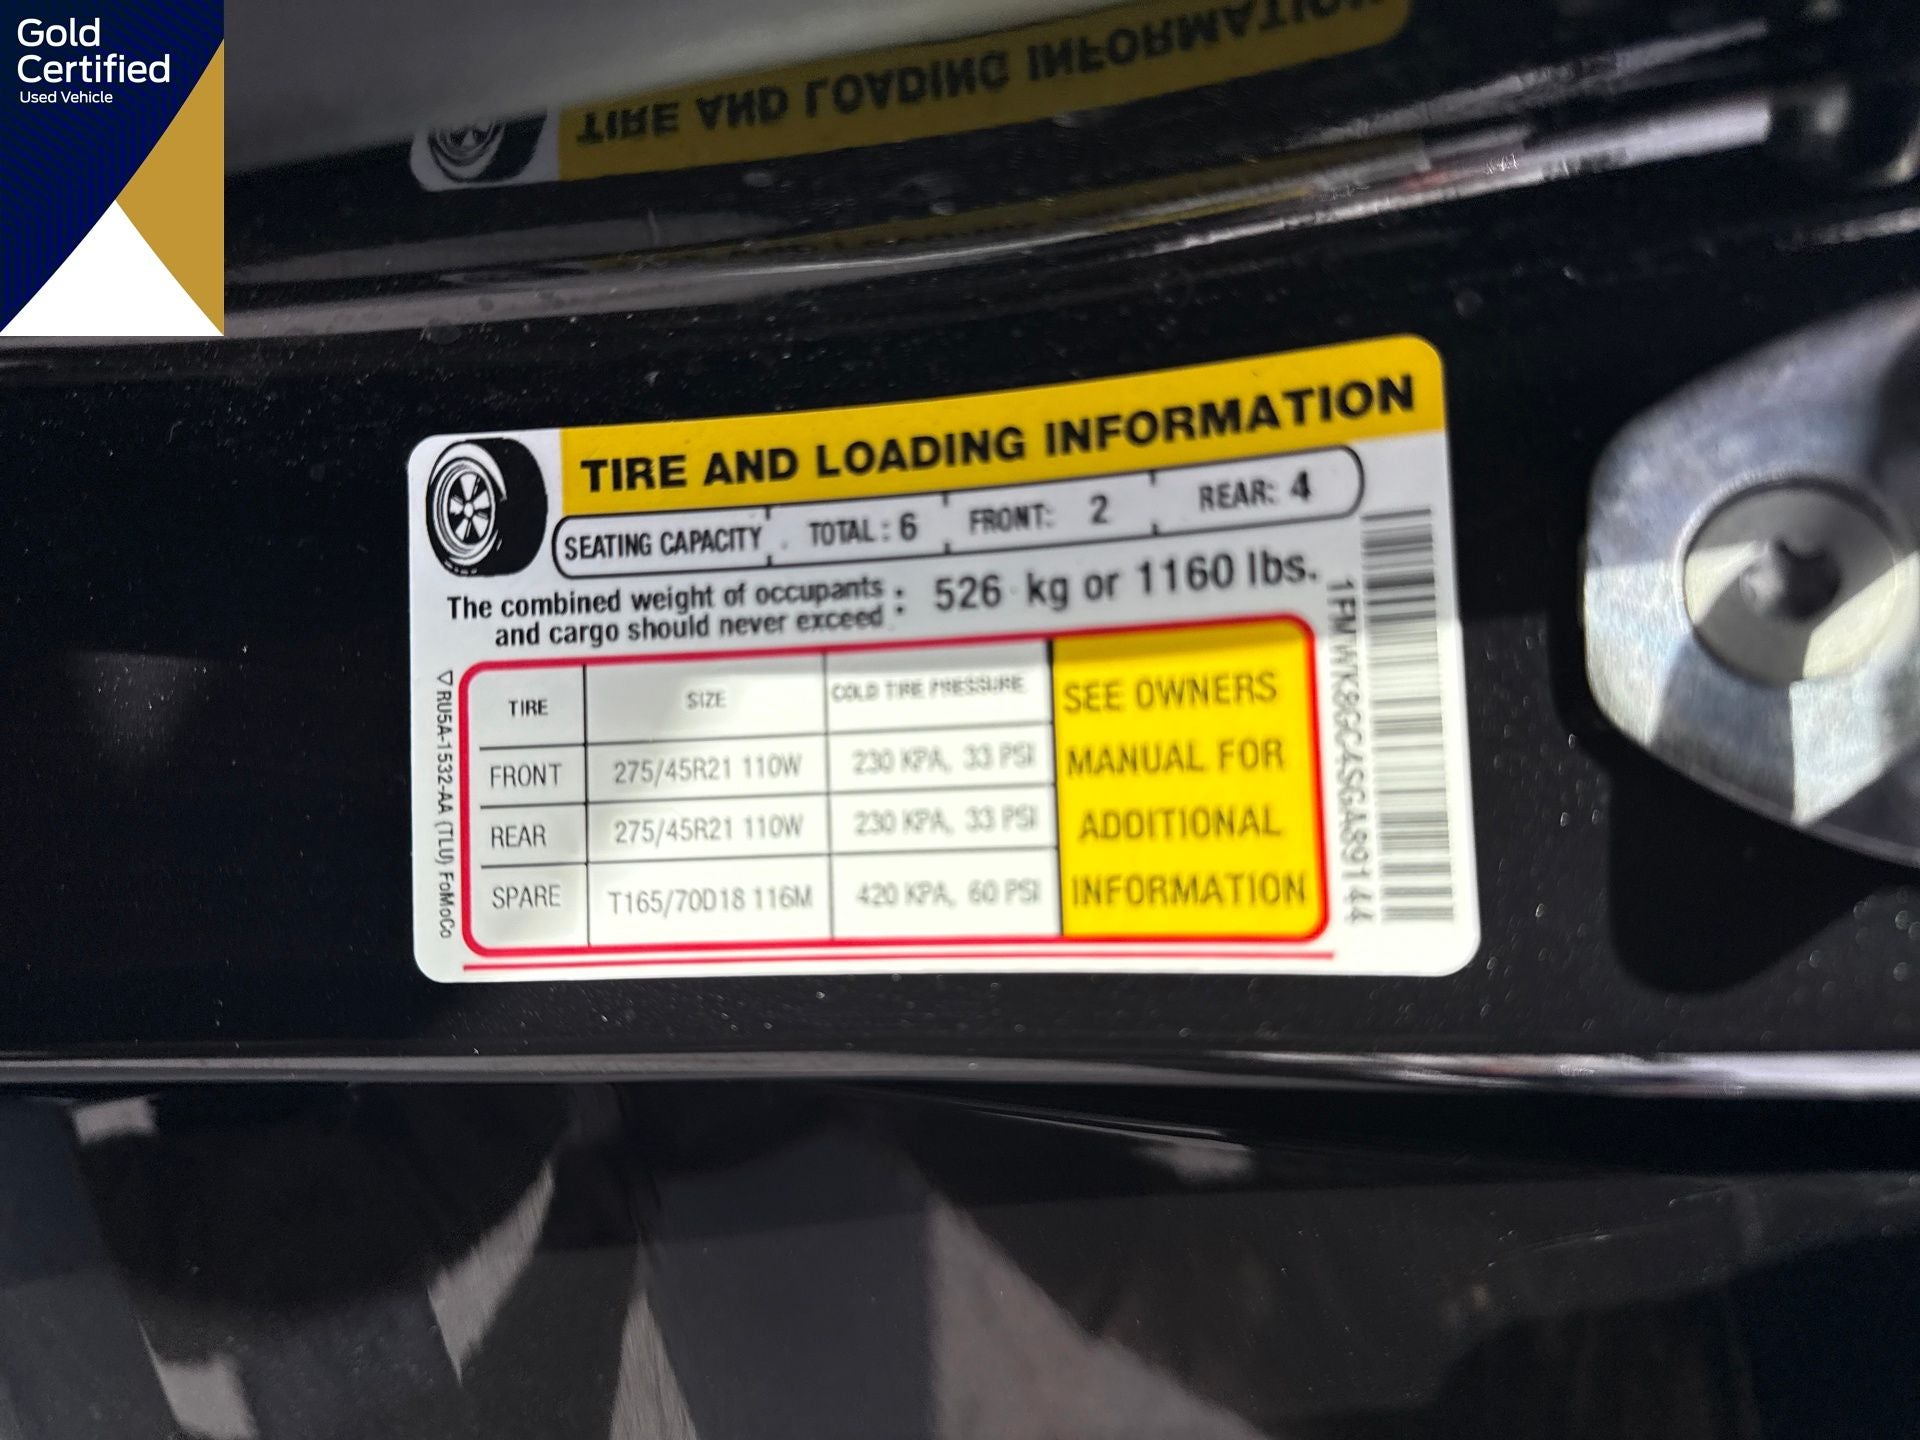 Gold
Certified
Used Vehicle
TIRE AND LOADING INFORMATION
TIRE AND LOADING INFORMATION
SEATING CAPACITY TOTAL : 6 FRONT: 2 REAR: 4
The combined weight of occupants
and cargo should never exceed : 526 kg or 1160 lbs.
TIRE SIZE COLD TIRE PRESSURE SEE OWNERS
FRONT 275/45R21 110W 230 KPA, 33 PSI MANUAL FOR
REAR 275/45R21 110W 230 KPA, 33 PSI ADDITIONAL
SPARE T165/70D18 116M 420 KPA, 60 PSI INFORMATION
RU5A-1532-AA (TLU) FoMoCo